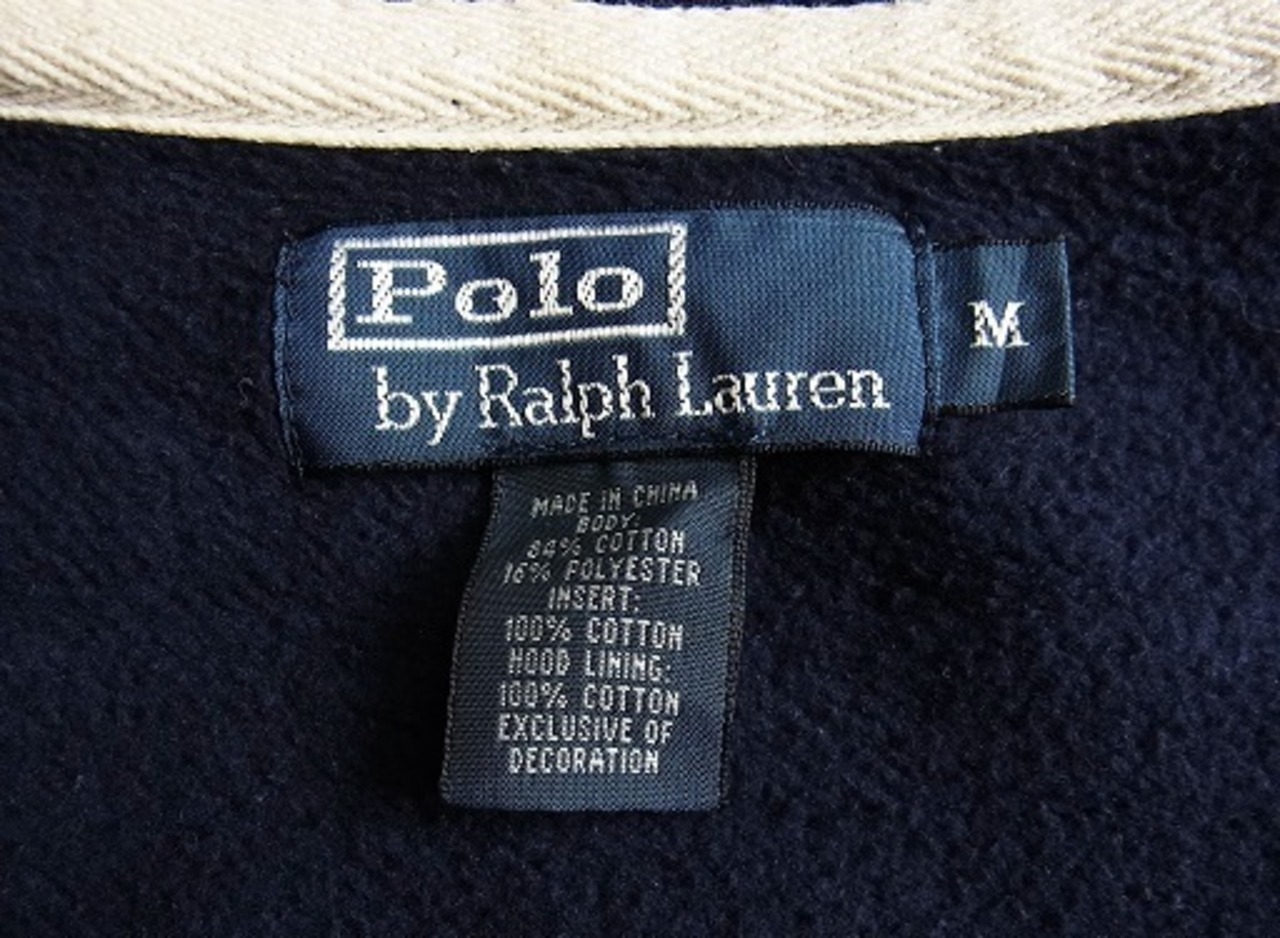 Polo
by Ralph Lauren
M
MADE IN CHINA
BODY:
84% COTTON
16% POLYESTER
INSERT:
100% COTTON
HOOD LINING:
100% COTTON
EXCLUSIVE OF
DECORATION